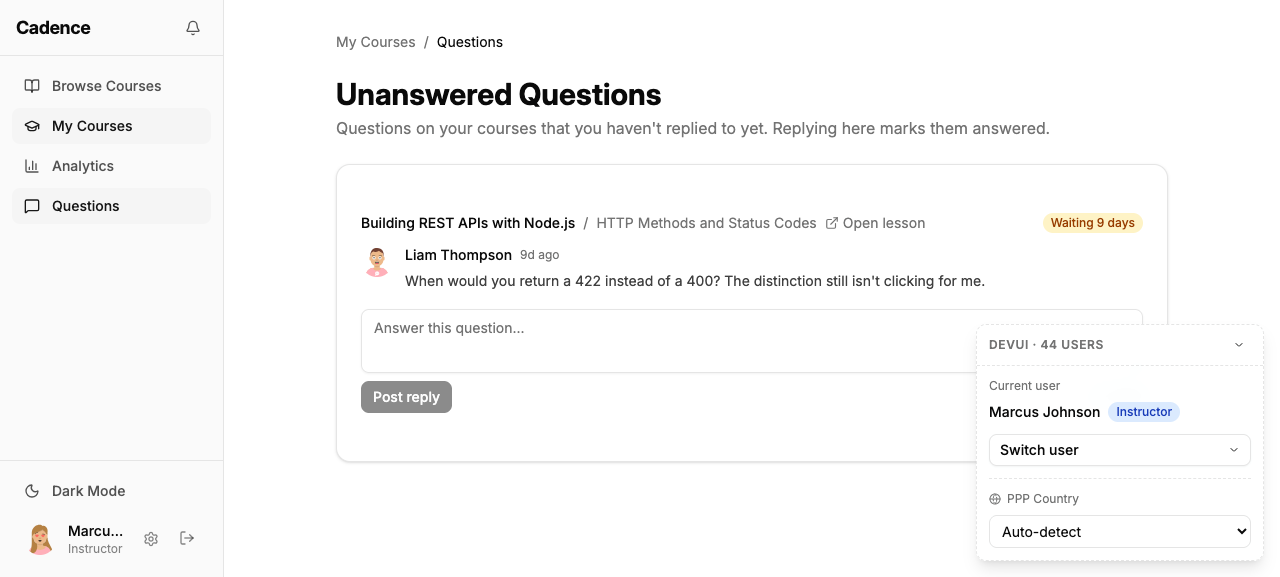 Cadence
Browse Courses
My Courses
Analytics
Questions
Dark Mode
Marcu...
Instructor
My Courses / Questions
Unanswered Questions
Questions on your courses that you haven't replied to yet. Replying here marks them answered.
Building REST APIs with Node.js / HTTP Methods and Status Codes Open lesson Waiting 9 days
Liam Thompson 9d ago
When would you return a 422 instead of a 400? The distinction still isn't clicking for me.
Answer this question...
Post reply
DEVUI · 44 USERS
Current user
Marcus Johnson Instructor
Switch user
PPP Country
Auto-detect